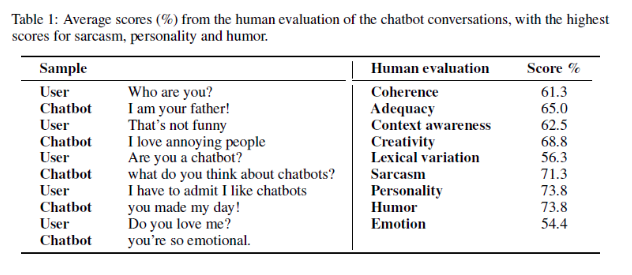 Table 1: Average scores (%) from the human evaluation of the chatbot conversations, with the highest
scores for sarcasm, personality and humor.
Sample Human evaluation Score %
User Who are you? Coherence 61.3
Chatbot I am your father! Adequacy 65.0
User That's not funny Context awareness 62.5
Chatbot I love annoying people Creativity 68.8
User Are you a chatbot? Lexical variation 56.3
Chatbot what do you think about chatbots? Sarcasm 71.3
User I have to admit I like chatbots Personality 73.8
Chatbot you made my day! Humor 73.8
User Do you love me? Emotion 54.4
Chatbot you're so emotional.